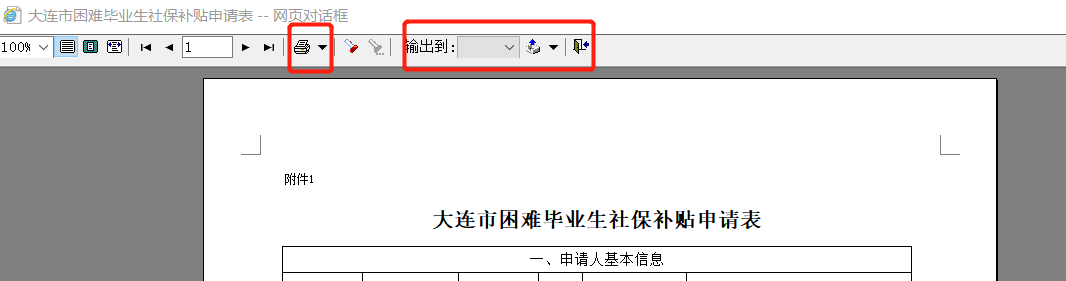 大连市困难毕业生社保补贴申请表 -- 网页对话框
100% 1 输出到:
附件1
大连市困难毕业生社保补贴申请表
一、申请人基本信息